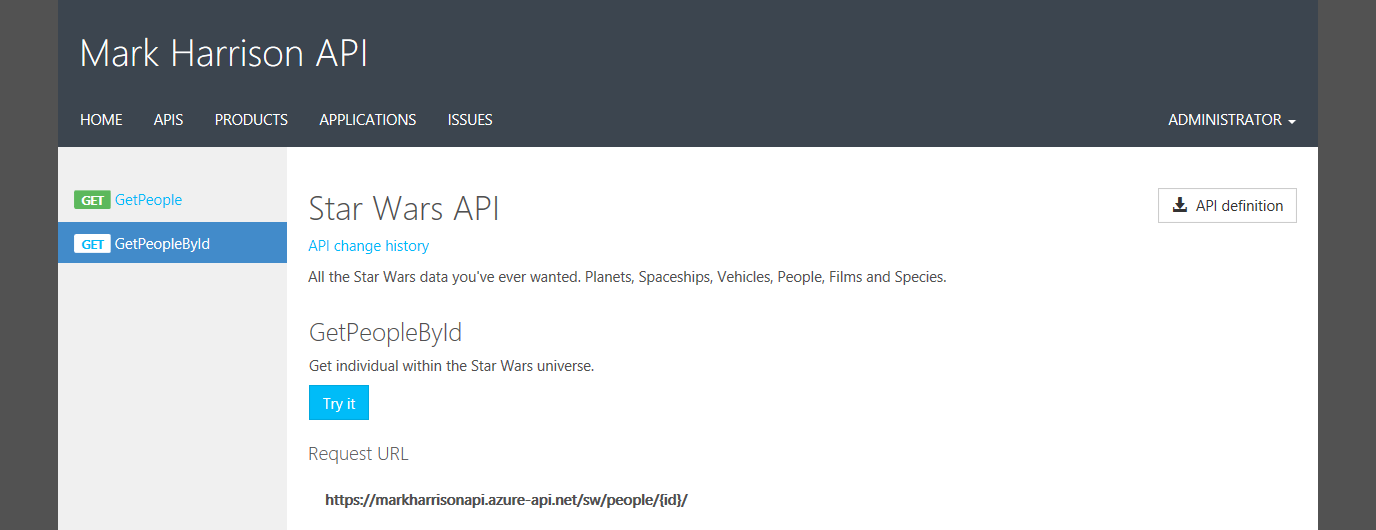 Mark Harrison API
HOME APIS PRODUCTS APPLICATIONS ISSUES ADMINISTRATOR
GET GetPeople
GET GetPeopleById
Star Wars API
API definition
API change history
All the Star Wars data you've ever wanted. Planets, Spaceships, Vehicles, People, Films and Species.
GetPeopleById
Get individual within the Star Wars universe.
Try it
Request URL
https://markharrisonapi.azure-api.net/sw/people/{id}/